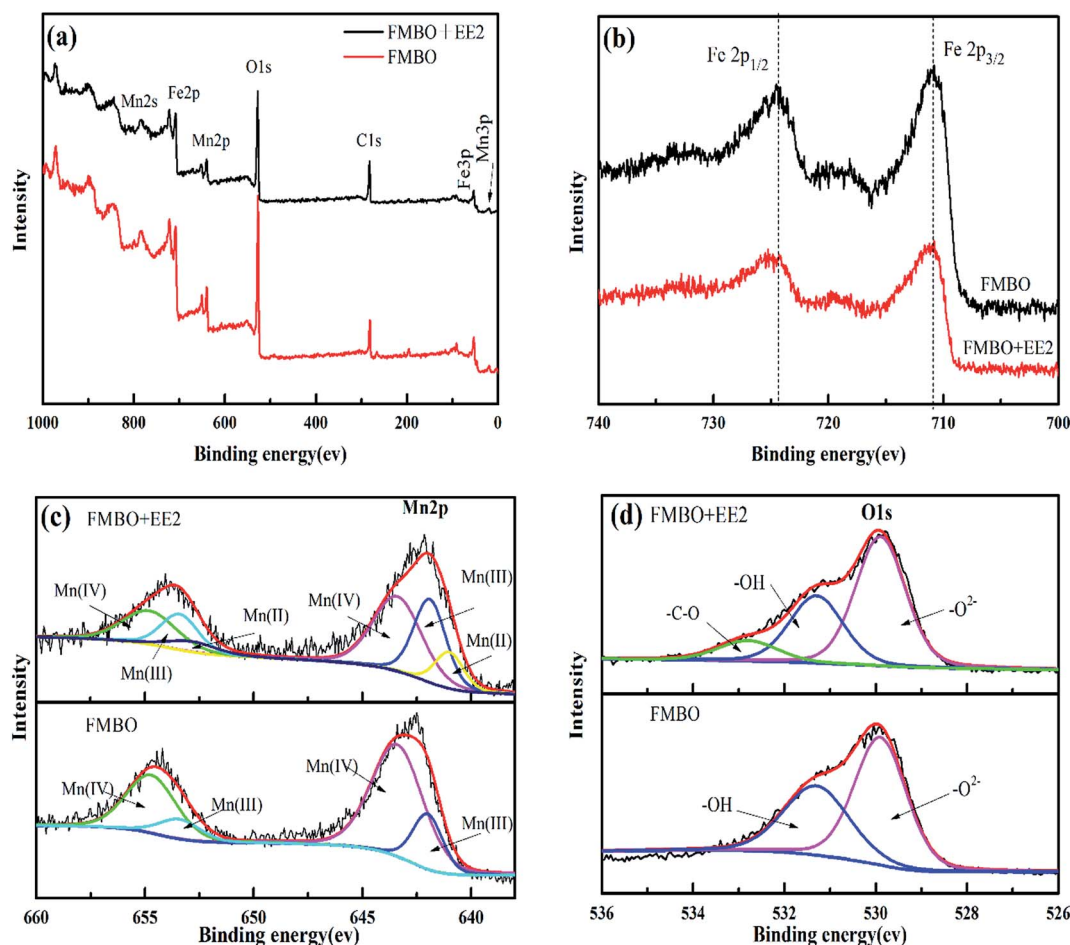 (a)
FMBO+EE2
FMBO
O1s
Mn2s
Fe2p
Mn2p
C1s
Fe3p
Mn3p
Intensity
1000 800 600 400 200 0
Binding energy(ev)
(b)
Fe 2p1/2
Fe 2p3/2
FMBO
FMBO+EE2
Intensity
740 730 720 710 700
Binding energy(ev)
(c)
Mn2p
FMBO+EE2
Mn(IV)
Mn(III)
Mn(II)
Mn(IV)
Mn(III)
Mn(II)
FMBO
Mn(IV)
Mn(III)
Mn(IV)
Mn(III)
Intensity
660 655 650 645 640
Binding energy(ev)
(d)
O1s
FMBO+EE2
-OH
-C-O
-O2-
FMBO
-OH
-O2-
Intensity
536 534 532 530 528 526
Binding energy(ev)